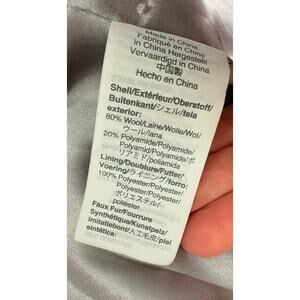 Made in China
Fabriqué en Chine
in China Hergestellt
Vervaardigd in China
中国製
Hecho en China
Shell/Extérieur/Oberstoff/
Buitenkant/シェル/tela
exterior:
80% Wool/Laine/Wolle/Wol/
ウール/lana
20% Polyamide/Polyamide/
Polyamid/Polyamide/ポ
リアミド/poliamida
Lining/Doublure/Futter/
Voering/ライニング/forro:
100% Polyester/Polyester/
Polyester/Polyester/
ポリエステル/
poliéster
Faux Fur/Fourrure
Synthétique/Kunstfell/
Imitatiebont/人工毛皮/piel
sintética: